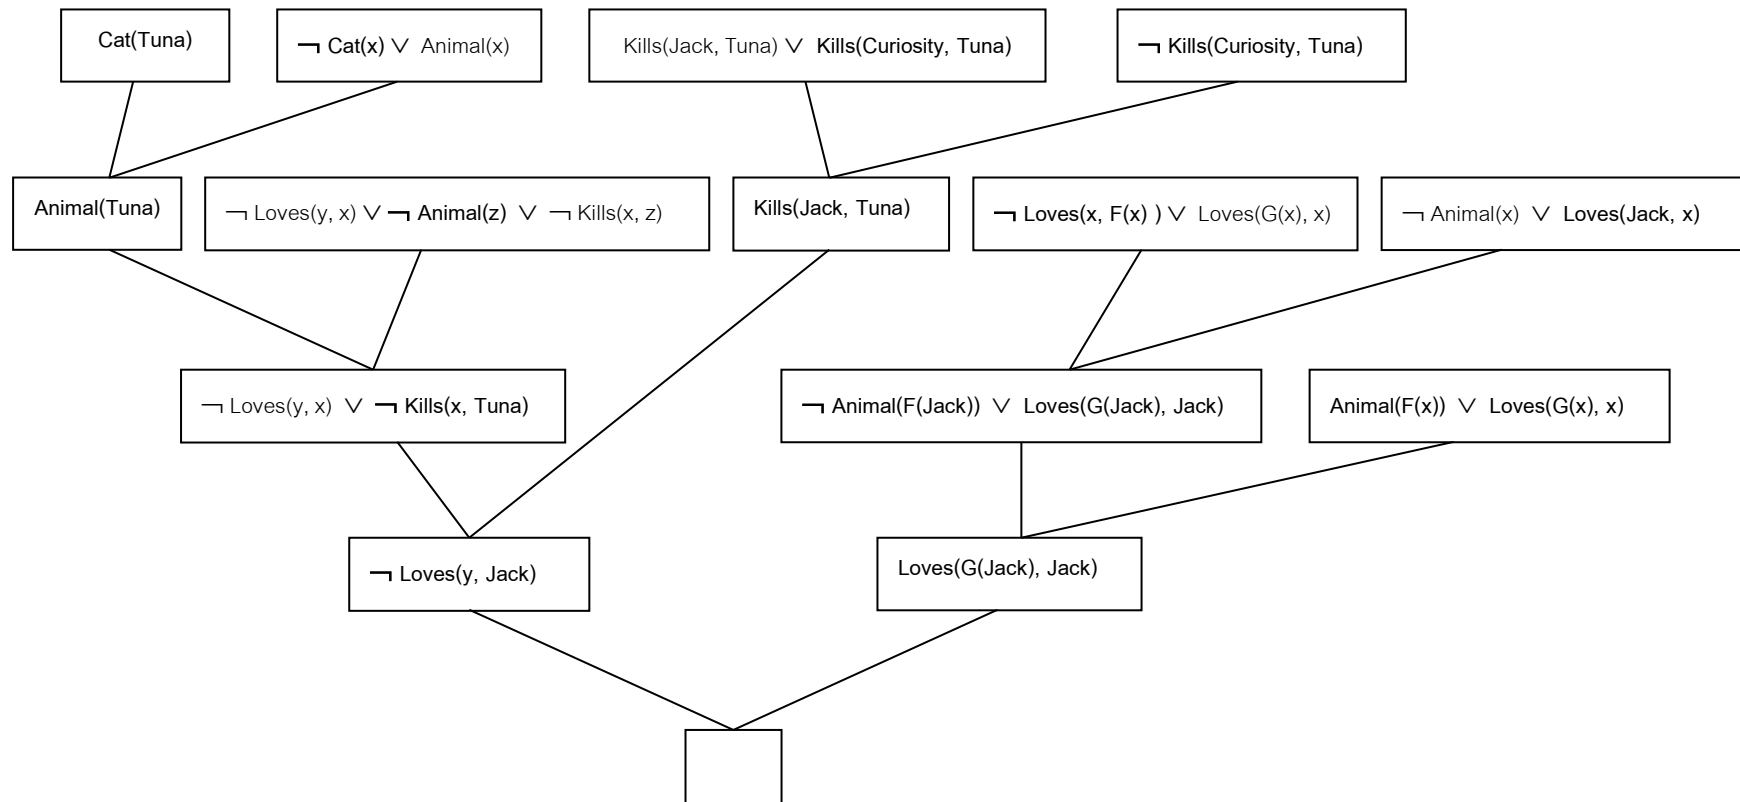 Cat(Tuna)
¬ Cat(x) ∨ Animal(x)
Kills(Jack, Tuna) ∨ Kills(Curiosity, Tuna)
¬ Kills(Curiosity, Tuna)
Animal(Tuna)
¬ Loves(y, x) ∨ ¬ Animal(z) ∨ ¬ Kills(x, z)
Kills(Jack, Tuna)
¬ Loves(x, F(x) ) ∨ Loves(G(x), x)
¬ Animal(x) ∨ Loves(Jack, x)
¬ Loves(y, x) ∨ ¬ Kills(x, Tuna)
¬ Animal(F(Jack)) ∨ Loves(G(Jack), Jack)
Animal(F(x)) ∨ Loves(G(x), x)
¬ Loves(y, Jack)
Loves(G(Jack), Jack)